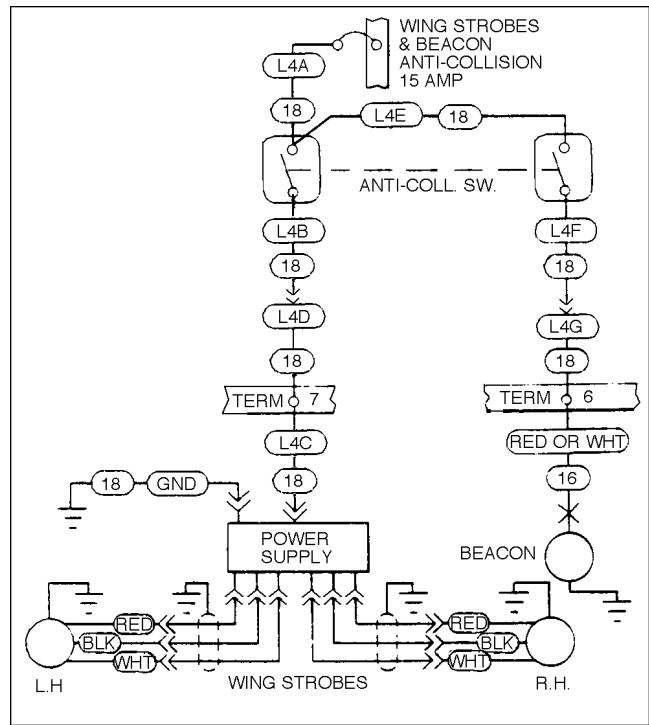 WING STROBES
& BEACON
ANTI-COLLISION
15 AMP
L4A
18
L4E
18
ANTI-COLL. SW.
L4B
L4F
18
18
L4D
L4G
18
18
TERM 7
TERM 6
L4C
RED OR WHT
18
GND
18
16
POWER
SUPPLY
BEACON
RED
RED
BLK
BLK
WHT
WHT
L.H
WING STROBES
R.H.